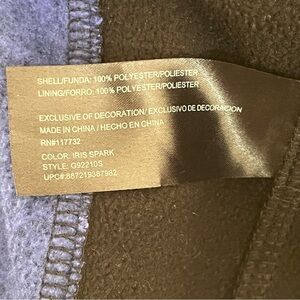 SHELL/FUNDA: 100% POLYESTER/POLIESTER
LINING/FORRO: 100% POLYESTER/POLIESTER
EXCLUSIVE OF DECORATION/ EXCLUSIVO DE DECORACION
MADE IN CHINA / HECHO EN CHINA
RN#117732
COLOR: IRIS SPARK
STYLE: G92210S
UPC#:887219387982